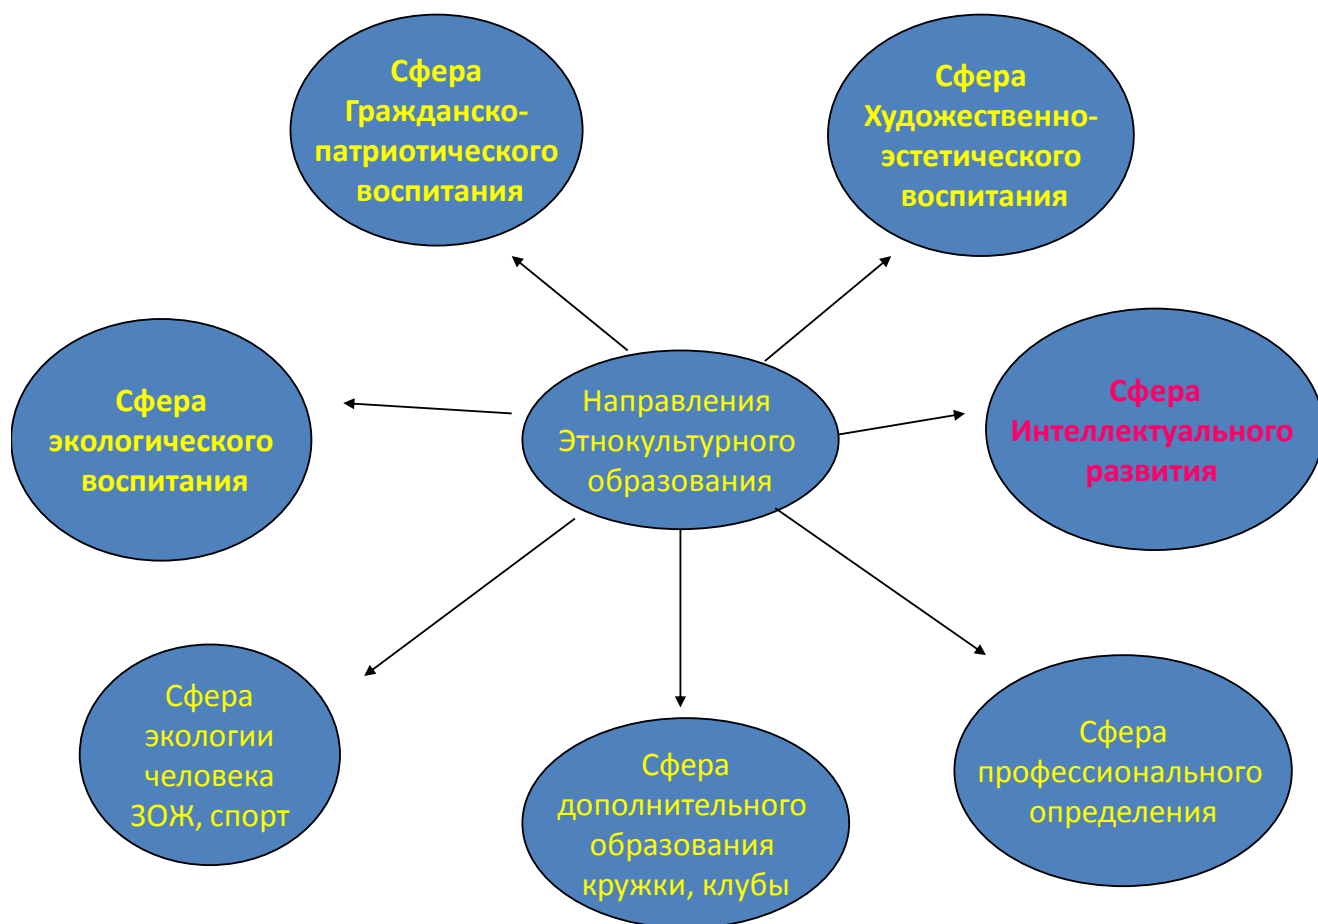 Сфера
Гражданско-
патриотического
воспитания
Сфера
Художественно-
эстетического
воспитания
Сфера
экологического
воспитания
Направления
Этнокультурного
образования
Сфера
Интеллектуального
развития
Сфера
экологии
человека
ЗОЖ, спорт
Сфера
дополнительного
образования
кружки, клубы
Сфера
профессионального
определения